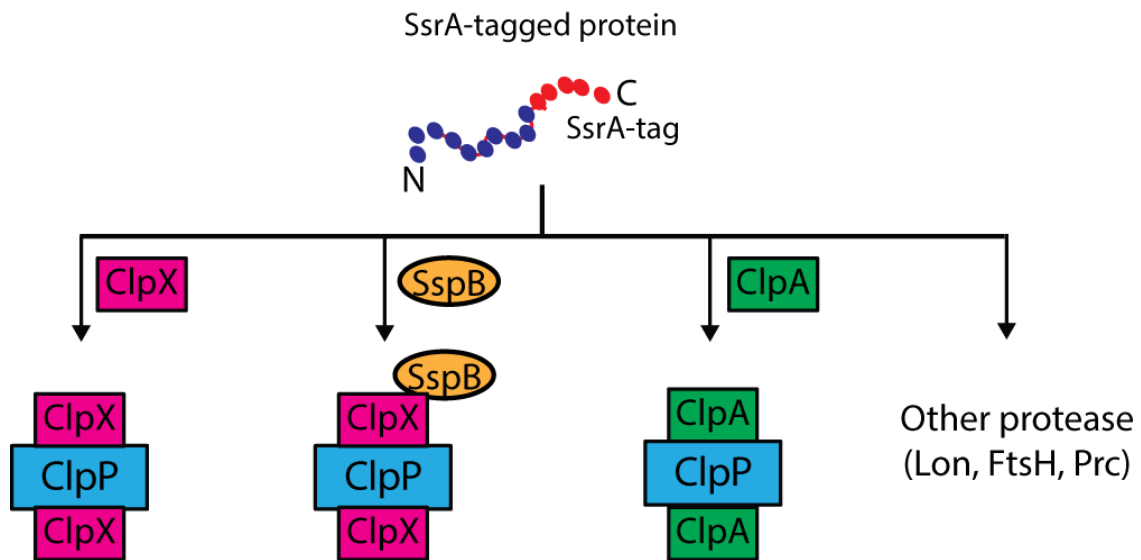 SsrA-tagged protein
C
SsrA-tag
N
ClpX
SspB
ClpA
SspB
ClpX
ClpX
ClpA
Other protease
ClpP
ClpP
ClpP
(Lon, FtsH, Prc)
ClpX
ClpX
ClpA